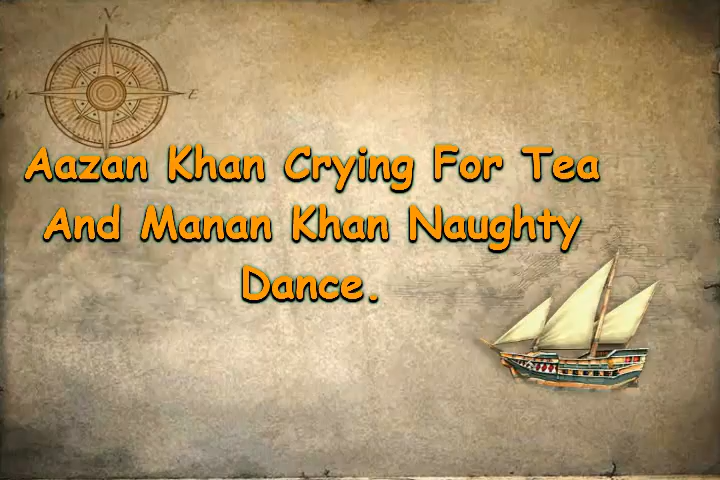 N
W E
Aazan Khan Crying For Tea
And Manan Khan Naughty
Dance.